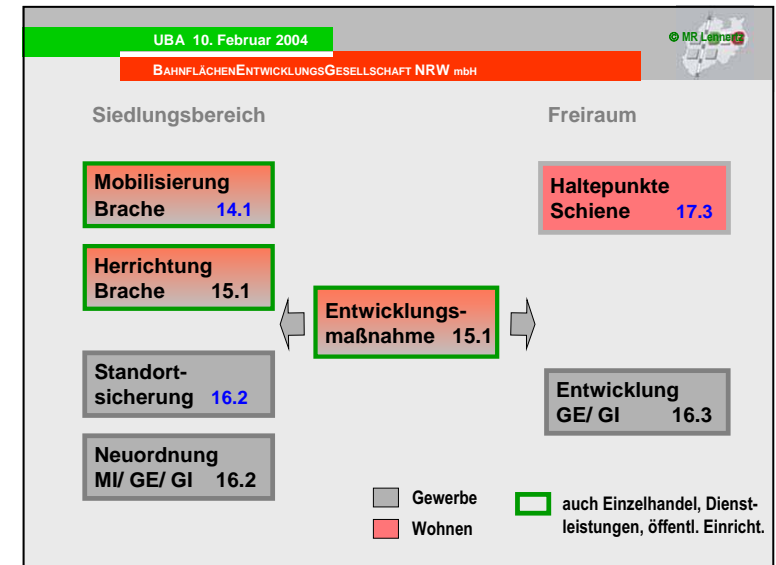 UBA 10. Februar 2004
© MR Lennertz
BAHNFLÄCHENENTWICKLUNGSGESELLSCHAFT NRW mbH
Siedlungsbereich
Freiraum
Mobilisierung
Brache 14.1
Haltepunkte
Schiene 17.3
Herrichtung
Brache 15.1
Entwicklungs-
maßnahme 15.1
Standort-
sicherung 16.2
Entwicklung
GE/ GI 16.3
Neuordnung
MI/ GE/ GI 16.2
Gewerbe
Wohnen
auch Einzelhandel, Dienst-
leistungen, öffentl. Einricht.